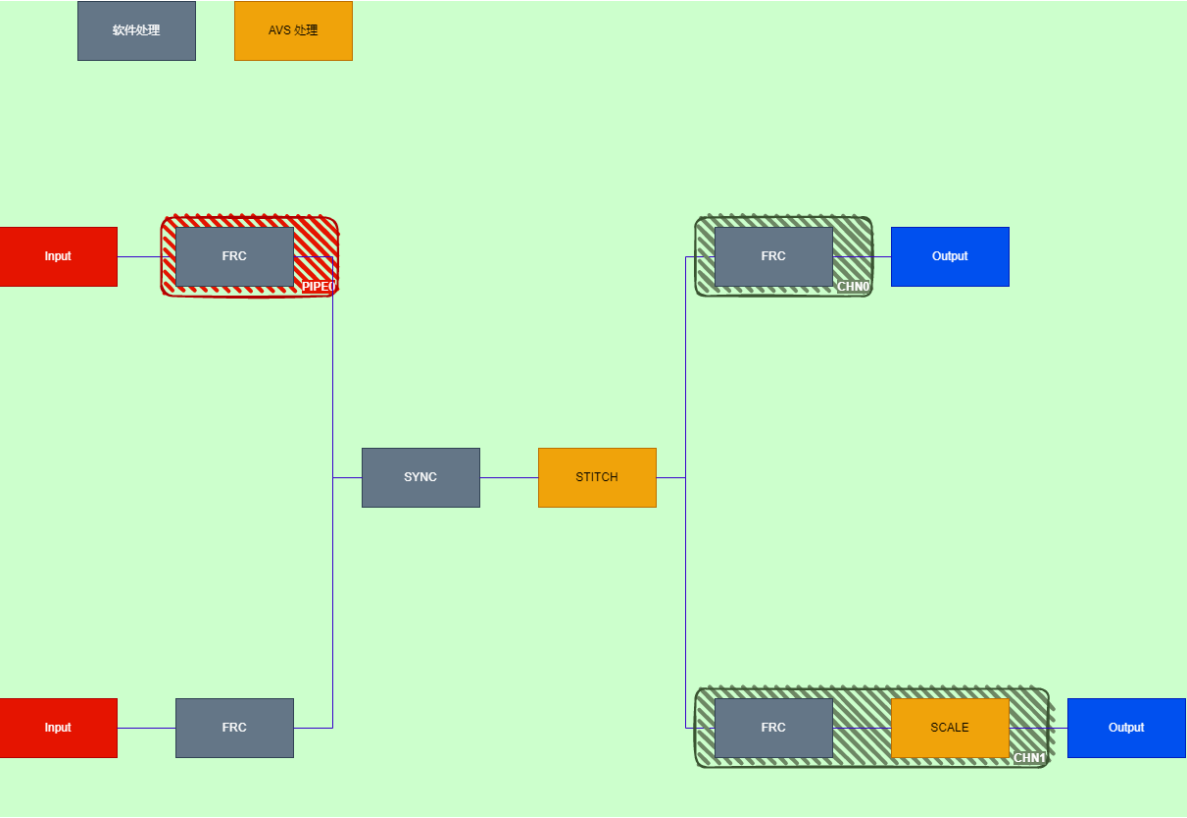 软件处理
AVS 处理
Input
FRC
PIPE0
FRC
CHN0
Output
SYNC
STITCH
Input
FRC
FRC
SCALE
CHN1
Output